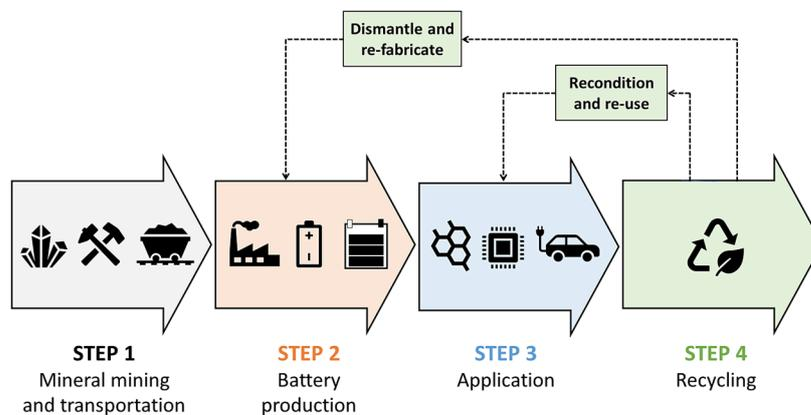 Dismantle and
re-fabricate
Recondition
and re-use
+
-
STEP 1
Mineral mining
and transportation
STEP 2
Battery
production
STEP 3
Application
STEP 4
Recycling